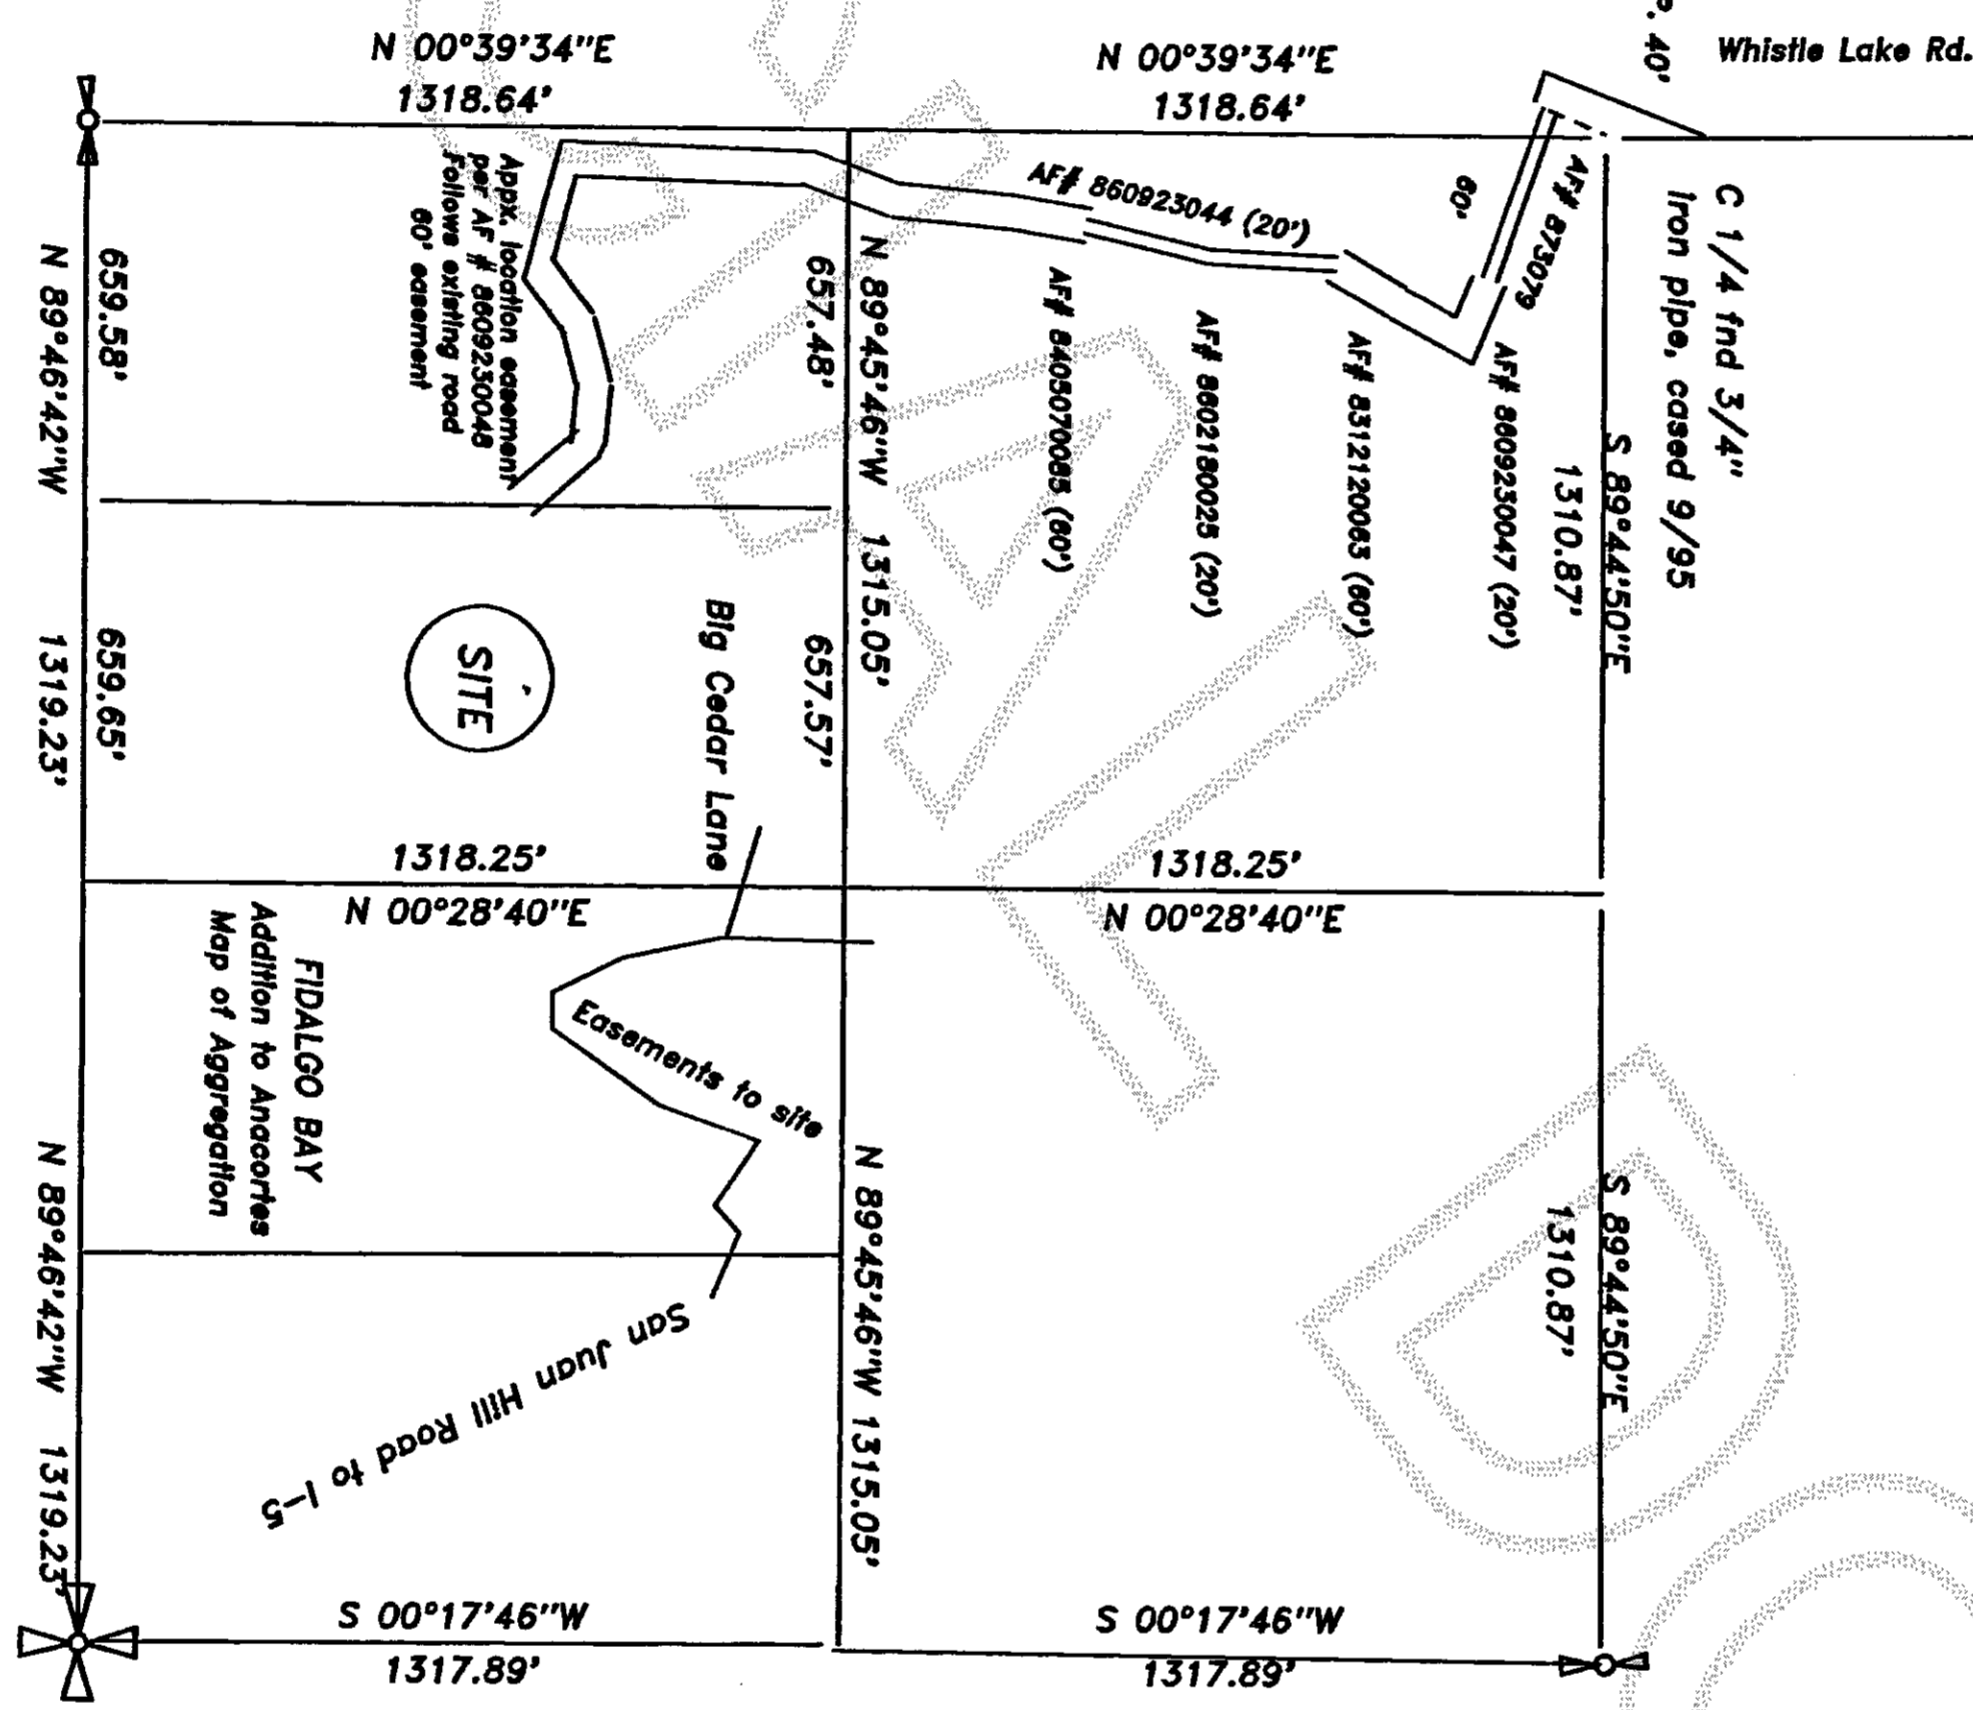 N 00°39'34"E
1318.64'
N 00°39'34"E
1318.64'
40'
Whistle Lake Rd.
C 1/4 fnd 3/4"
Iron pipe, cased 9/95
AF# 873079
60'
AF# 860923044 (20')
Appx. location easement
per AF # 8609230048
Follows existing road
60' easement
659.58'
N 89°46'42"W
657.48'
N 89°45'46"W 1315.05'
AF# 8405070085 (60')
AF# 8602180025 (20')
AF# 8312120063 (60')
AF# 8609230047 (20')
1310.87'
S 89°44'50"E
659.65'
1319.23'
SITE
Big Cedar Lane
657.57'
1318.25'
N 00°28'40"E
1318.25'
N 00°28'40"E
FIDALGO BAY
Addition to Anacortes
Map of Aggregation
Easements to site
San Juan Hill Road to I-5
N 89°46'42"W 1319.23'
N 89°45'46"W 1315.05'
S 89°44'50"E
1310.87'
S 00°17'46"W
1317.89'
S 00°17'46"W
1317.89'